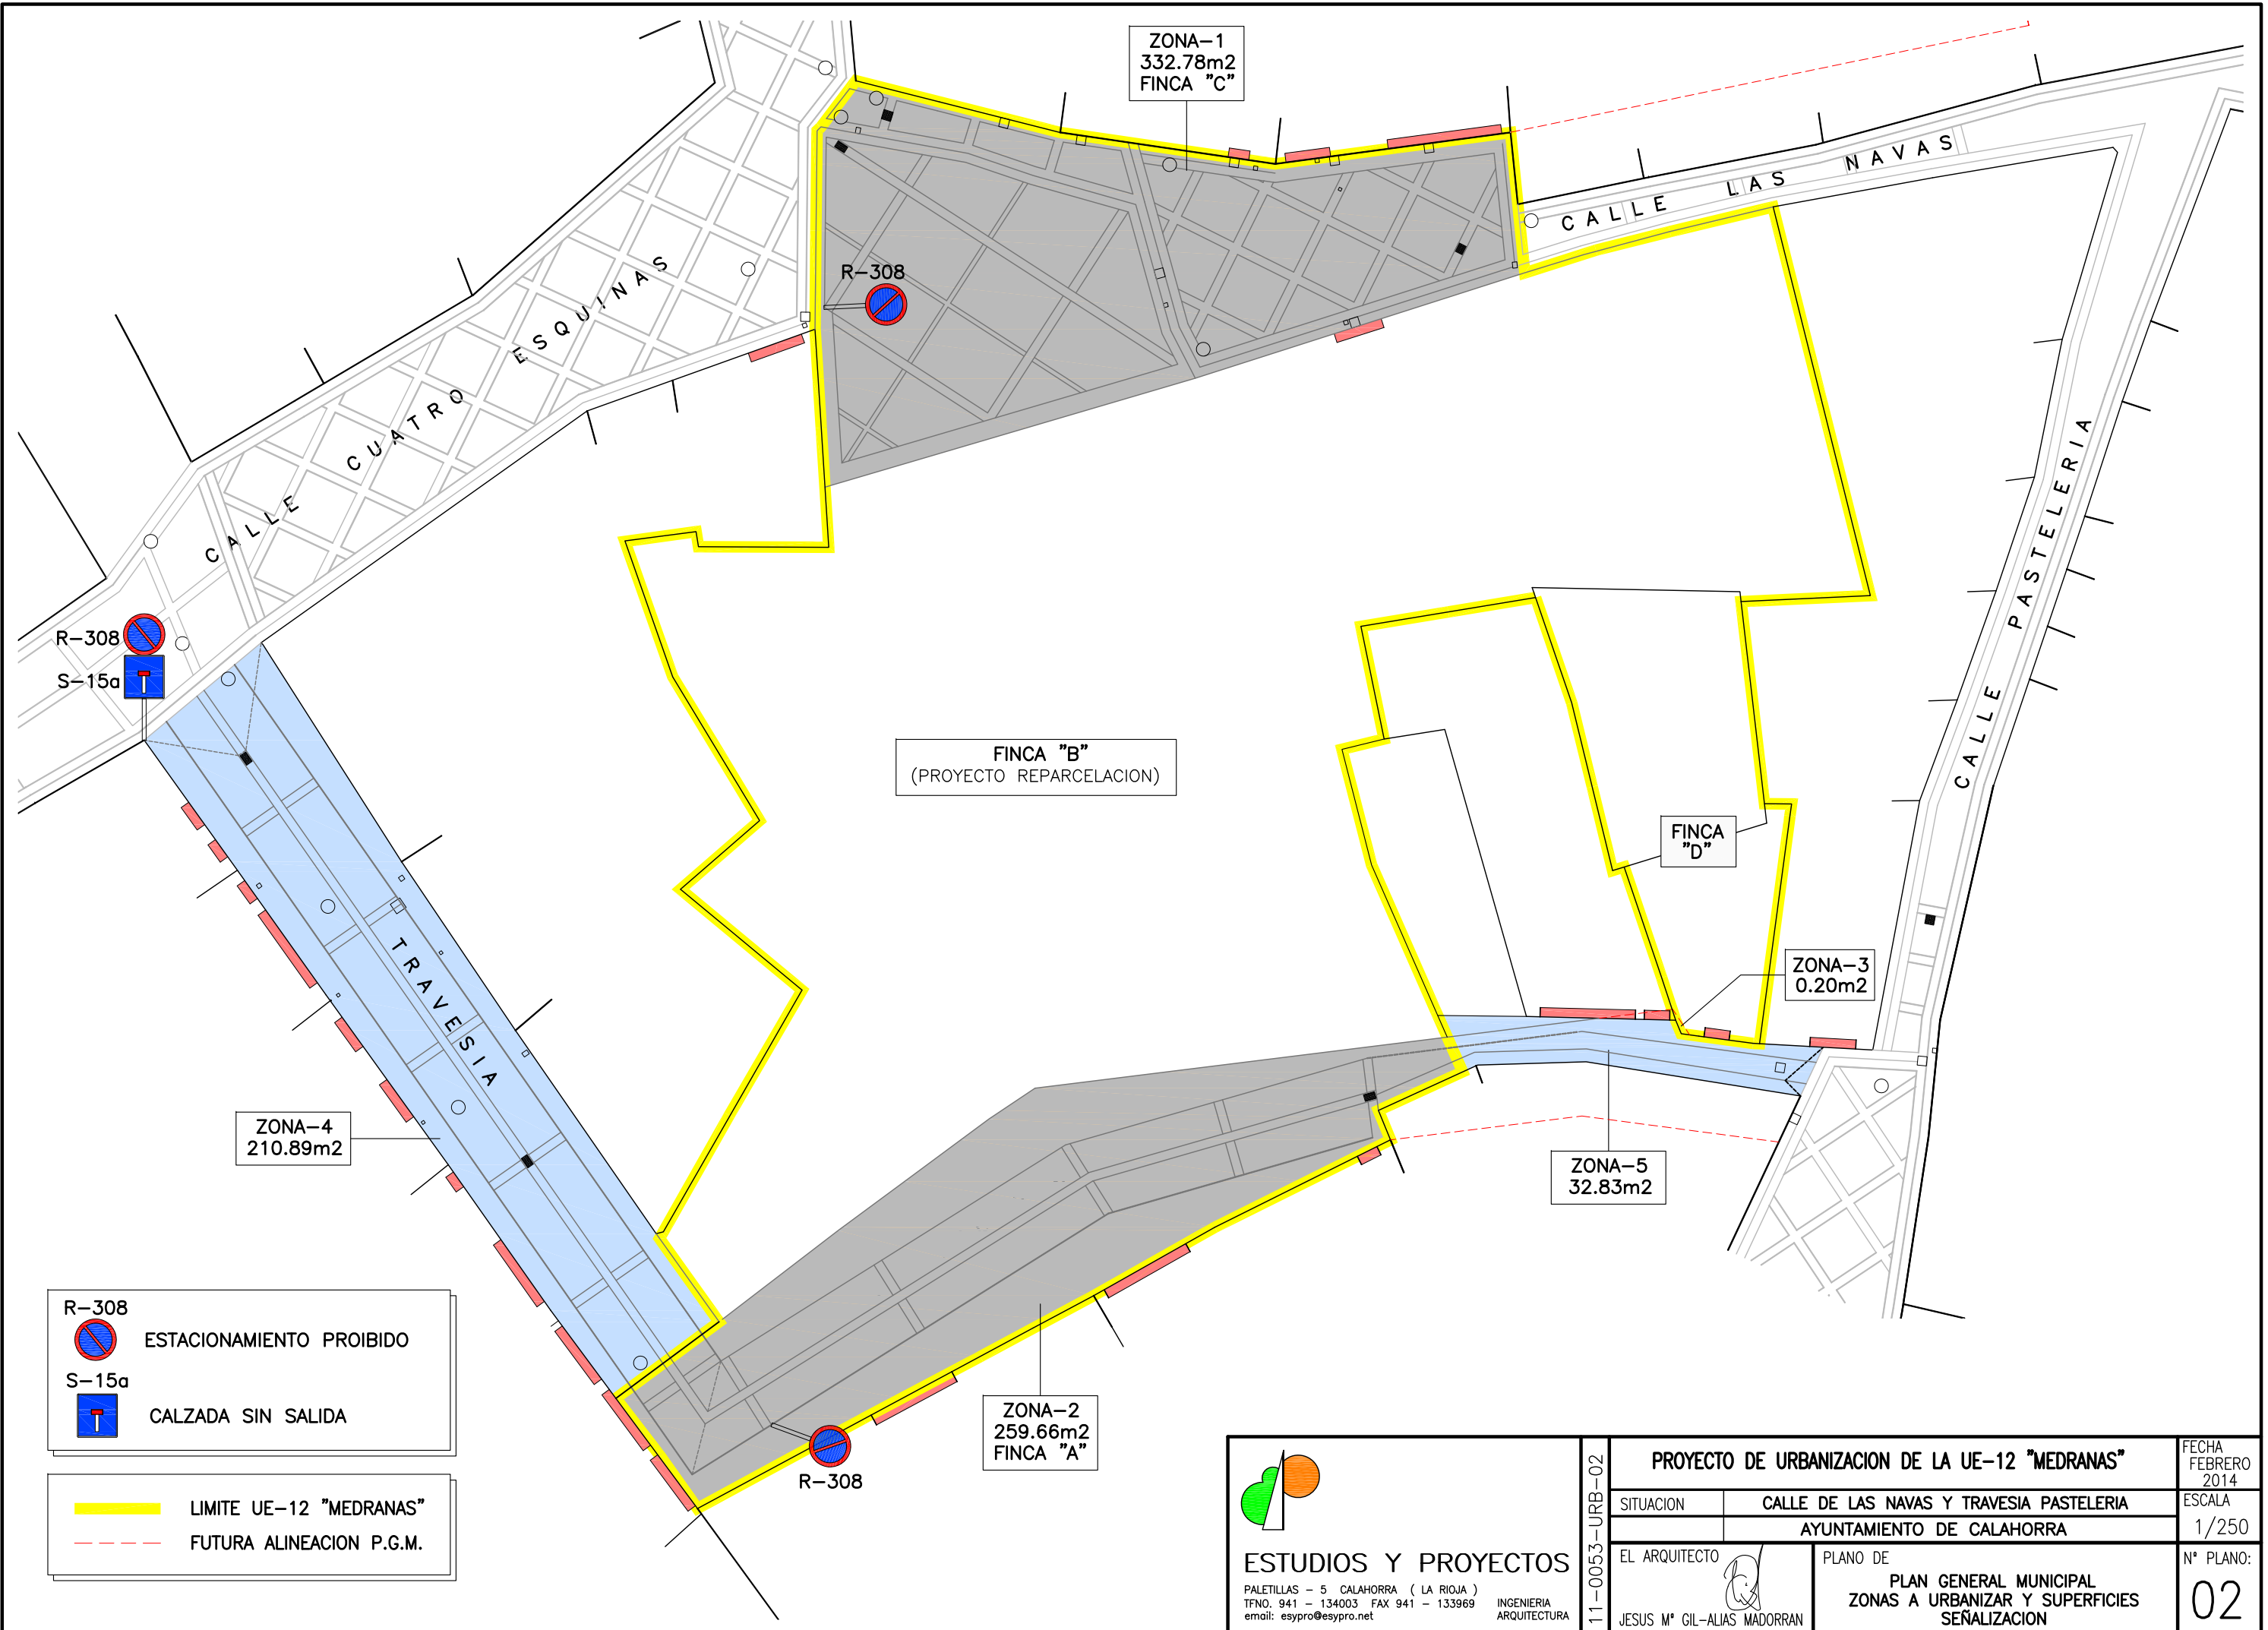 ZONA-1
332.78m2
FINCA "C"
CALLE LAS NAVAS
R-308
CALLE CUATRO ESQUINAS
R-308
S-15a
CALLE PASTELERIA
FINCA "B"
(PROYECTO REPARCELACION)
FINCA
"D"
ZONA-3
0.20m2
TRAVESIA
ZONA-4
210.89m2
ZONA-5
32.83m2
ZONA-2
259.66m2
FINCA "A"
R-308
R-308
ESTACIONAMIENTO PROIBIDO
S-15a
CALZADA SIN SALIDA
LIMITE UE-12 "MEDRANAS"
FUTURA ALINEACION P.G.M.
ESTUDIOS Y PROYECTOS
PALETILLAS - 5 CALAHORRA ( LA RIOJA )
TFNO. 941 - 134003 FAX 941 - 133969
email: esypro@esypro.net
INGENIERIA
ARQUITECTURA
11-0053-URB-02
PROYECTO DE URBANIZACION DE LA UE-12 "MEDRANAS"
FECHA
FEBRERO
2014
SITUACION
CALLE DE LAS NAVAS Y TRAVESIA PASTELERIA
AYUNTAMIENTO DE CALAHORRA
ESCALA
1/250
EL ARQUITECTO
JESUS Mª GIL-ALIAS MADORRAN
PLANO DE
PLAN GENERAL MUNICIPAL
ZONAS A URBANIZAR Y SUPERFICIES
SEÑALIZACION
Nº PLANO:
02